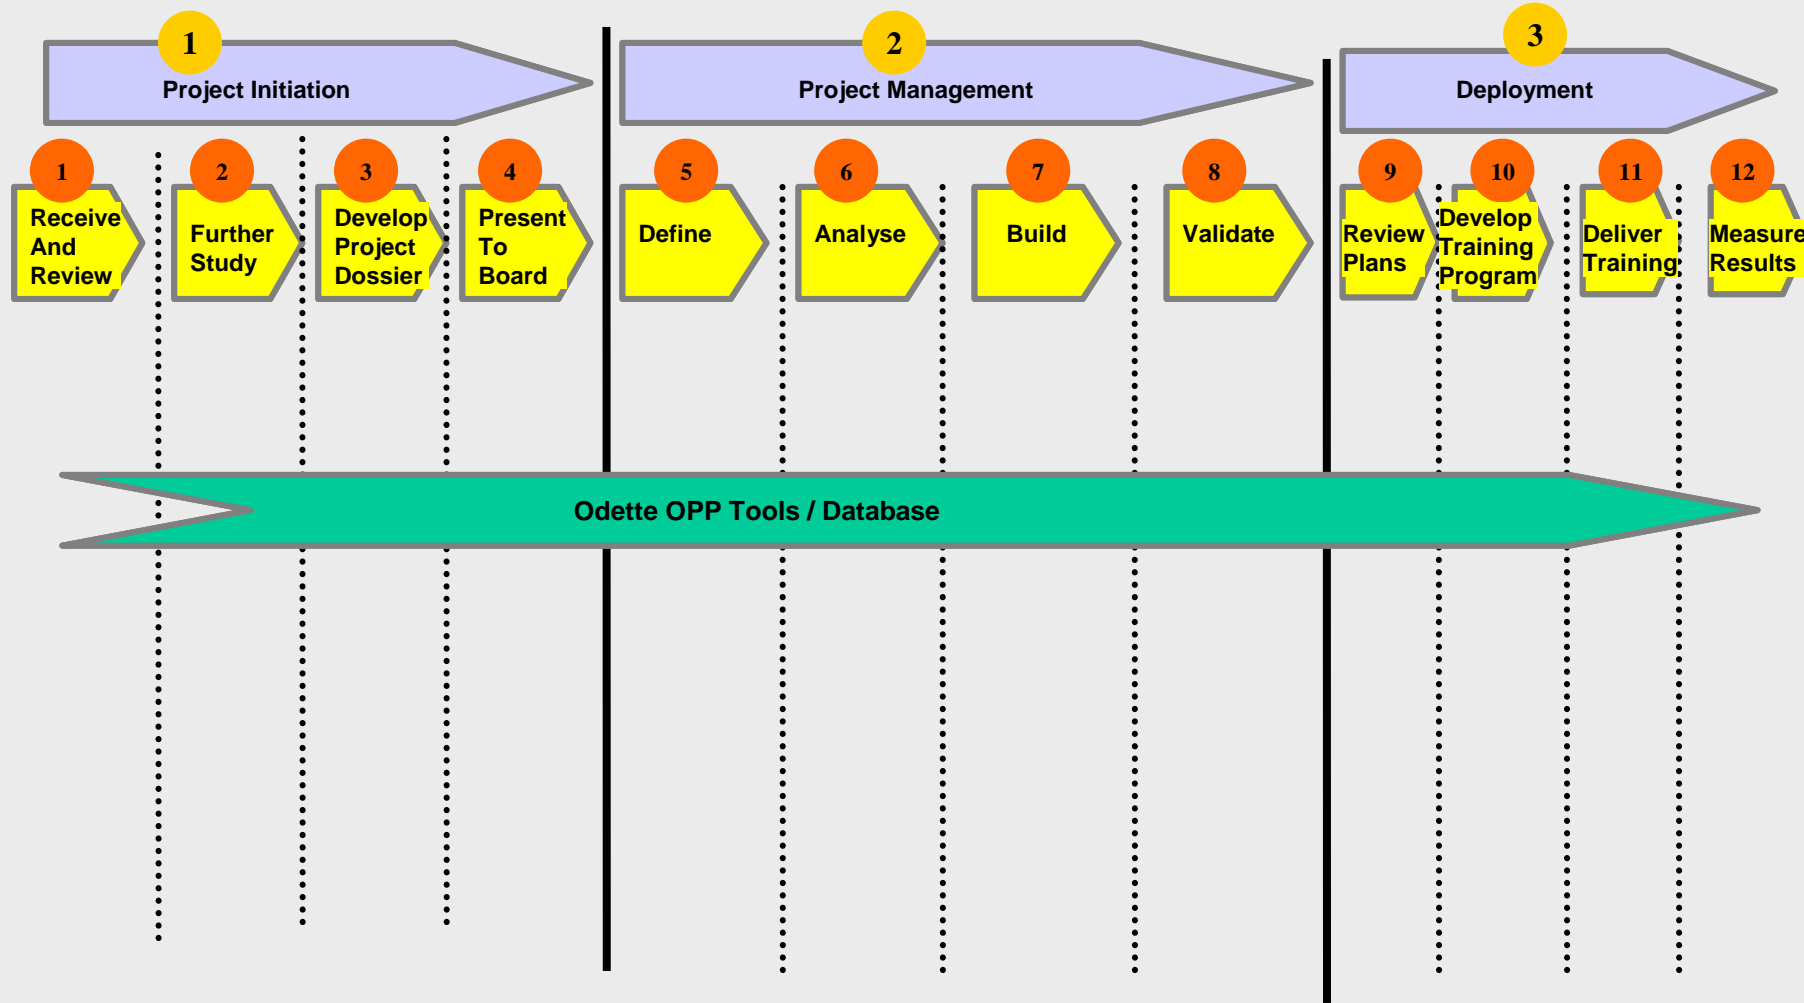 1
Project Initiation
2
Project Management
3
Deployment
1
Receive
And
Review
2
Further
Study
3
Develop
Project
Dossier
4
Present
To
Board
5
Define
6
Analyse
7
Build
8
Validate
9
Review
Plans
10
Develop
Training
Program
11
Deliver
Training
12
Measure
Results
Odette OPP Tools / Database